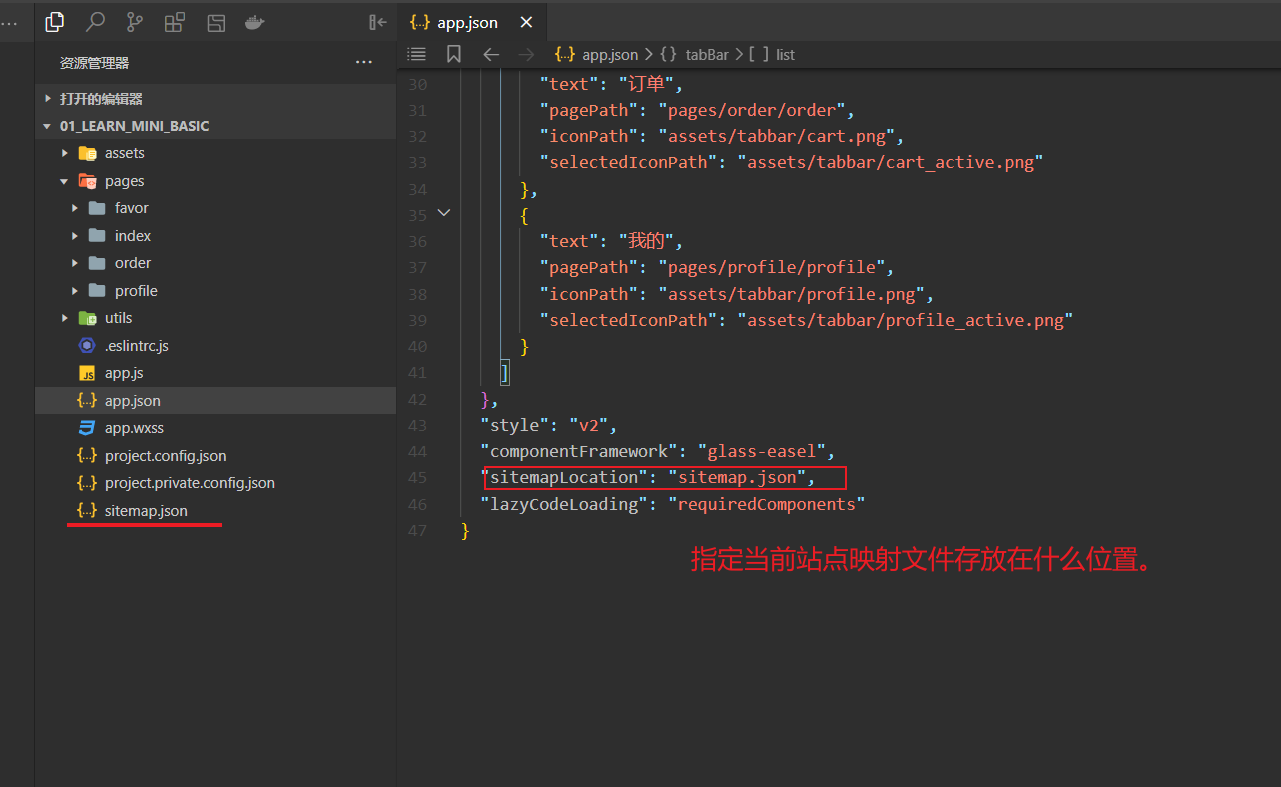 app.json
资源管理器
app.json tabBar list
打开的编辑器
01_LEARN_MINI_BASIC
assets
pages
favor
index
order
profile
utils
.eslintrc.js
app.js
app.json
app.wxss
project.config.json
project.private.config.json
sitemap.json
30 "text": "订单",
31 "pagePath": "pages/order/order",
32 "iconPath": "assets/tabbar/cart.png",
33 "selectedIconPath": "assets/tabbar/cart_active.png"
34 },
35 {
36 "text": "我的",
37 "pagePath": "pages/profile/profile",
38 "iconPath": "assets/tabbar/profile.png",
39 "selectedIconPath": "assets/tabbar/profile_active.png"
40 }
41 ]
42 },
43 "style": "v2",
44 "componentFramework": "glass-easel",
45 "sitemapLocation": "sitemap.json",
46 "lazyCodeLoading": "requiredComponents"
47 }
指定当前站点映射文件存放在什么位置。